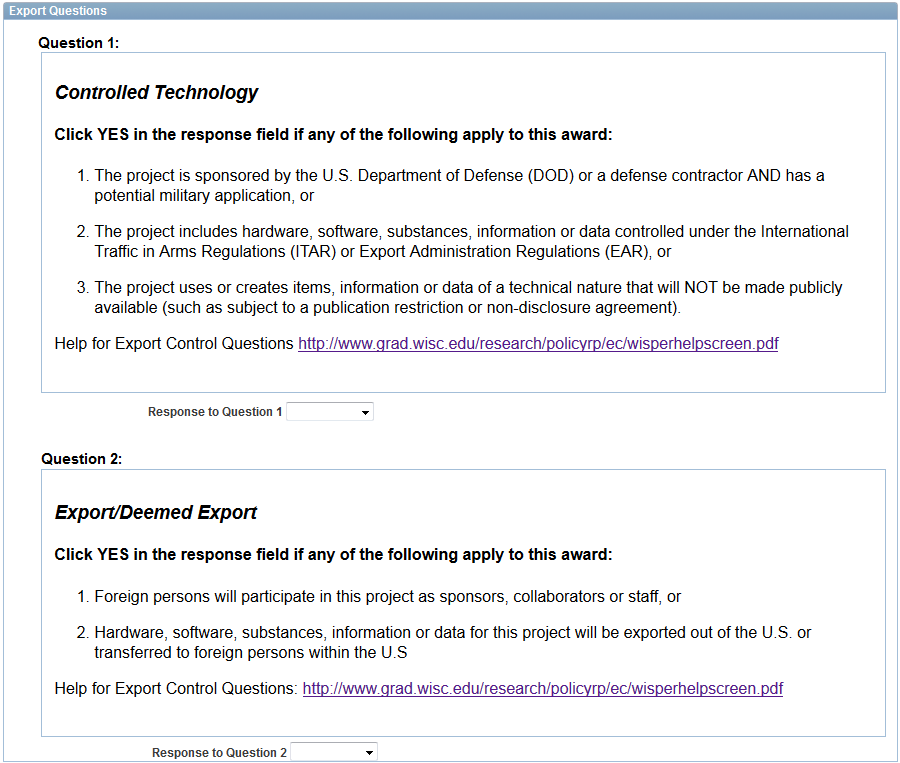 Export Questions
Question 1:
Controlled Technology
Click YES in the response field if any of the following apply to this award:
1. The project is sponsored by the U.S. Department of Defense (DOD) or a defense contractor AND has a
potential military application, or
2. The project includes hardware, software, substances, information or data controlled under the International
Traffic in Arms Regulations (ITAR) or Export Administration Regulations (EAR), or
3. The project uses or creates items, information or data of a technical nature that will NOT be made publicly
available (such as subject to a publication restriction or non-disclosure agreement).
Help for Export Control Questions http://www.grad.wisc.edu/research/policyrp/ec/wisperhelpscreen.pdf
Response to Question 1
Question 2:
Export/Deemed Export
Click YES in the response field if any of the following apply to this award:
1. Foreign persons will participate in this project as sponsors, collaborators or staff, or
2. Hardware, software, substances, information or data for this project will be exported out of the U.S. or
transferred to foreign persons within the U.S
Help for Export Control Questions: http://www.grad.wisc.edu/research/policyrp/ec/wisperhelpscreen.pdf
Response to Question 2